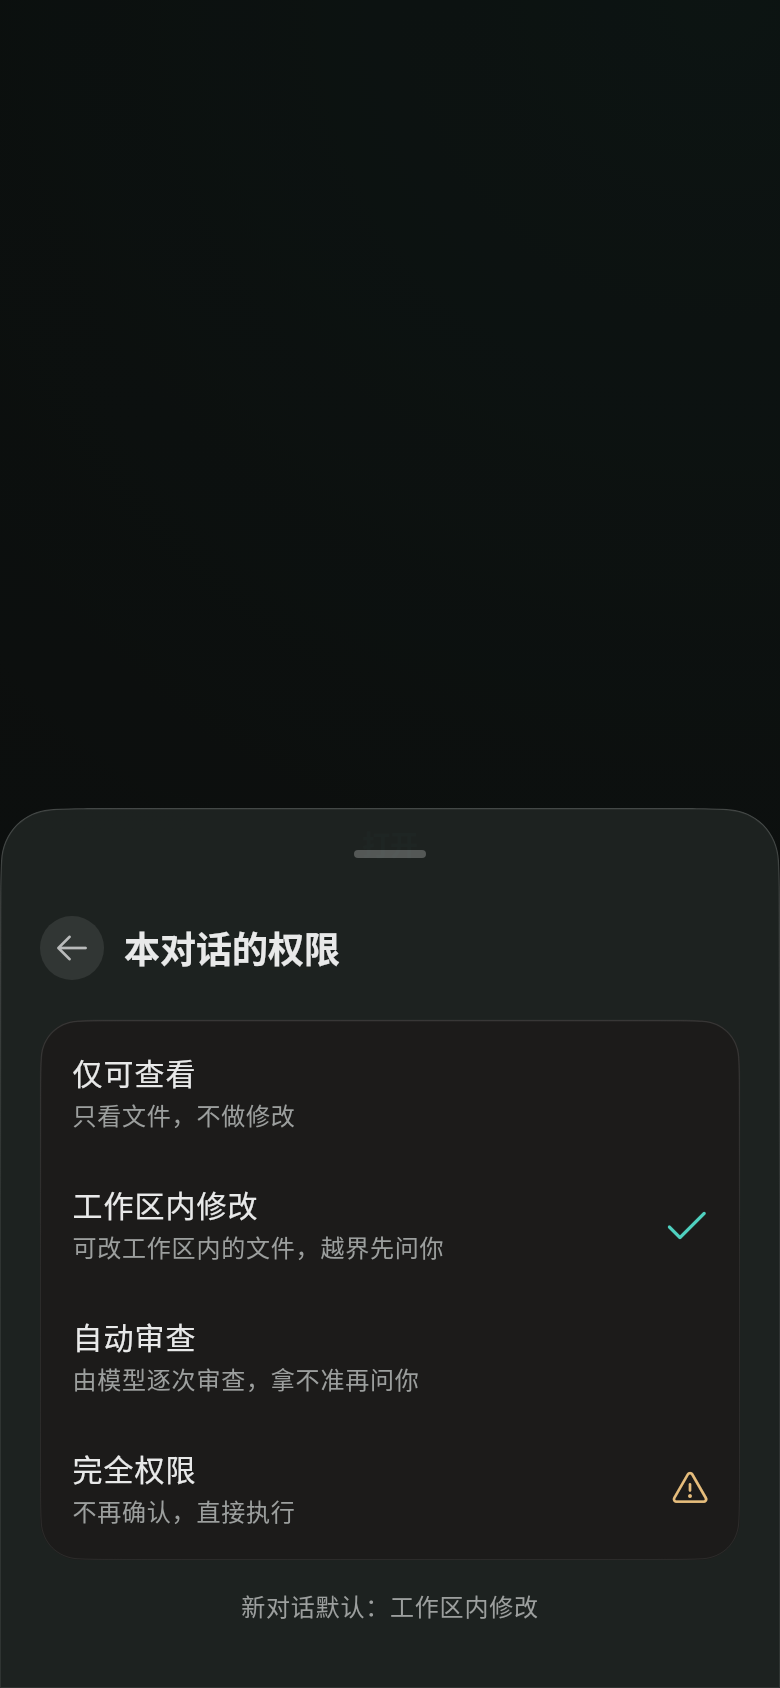 本对话的权限
仅可查看
只看文件，不做修改
工作区内修改
可改工作区内的文件，越界先问你
自动审查
由模型逐次审查，拿不准再问你
完全权限
不再确认，直接执行
新对话默认：工作区内修改